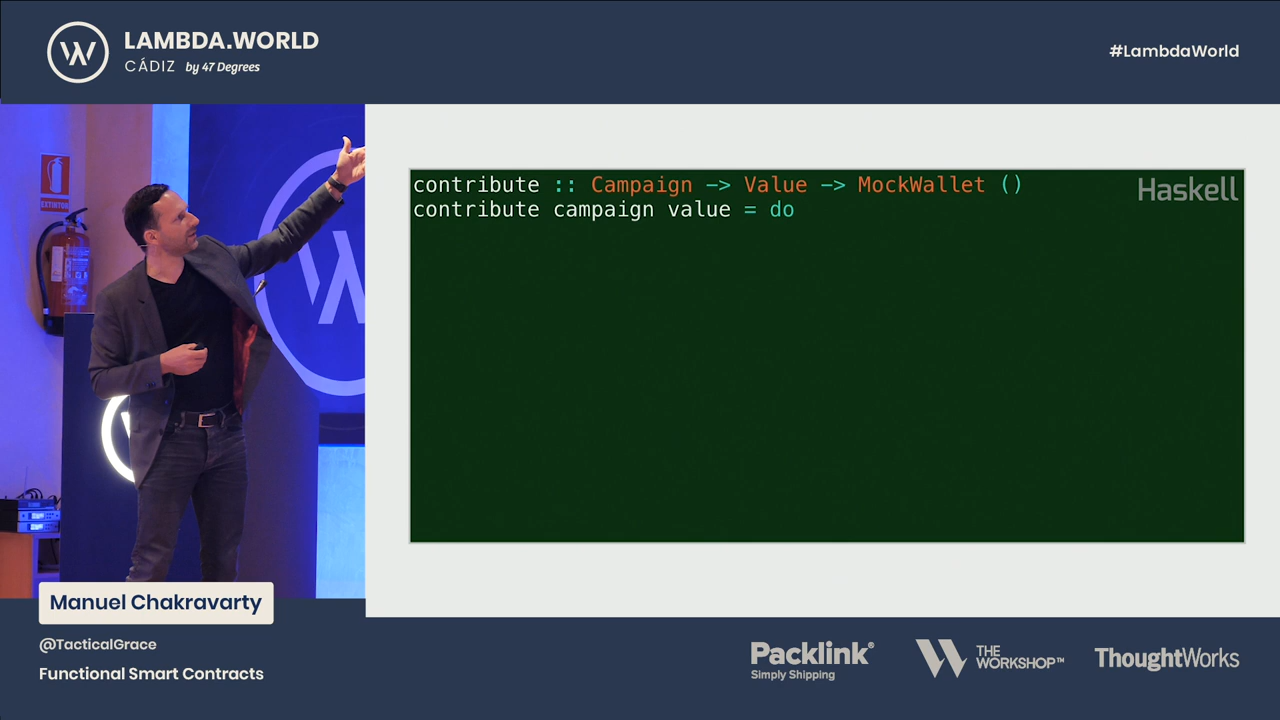 LAMBDA.WORLD
CÁDIZ by 47 Degrees
#LambdaWorld
EXTINTOR
contribute :: Campaign -> Value -> MockWallet ()
contribute campaign value = do
Haskell
Manuel Chakravarty
@TacticalGrace
Functional Smart Contracts
Packlink®
Simply Shipping
THE
WORKSHOP™
ThoughtWorks